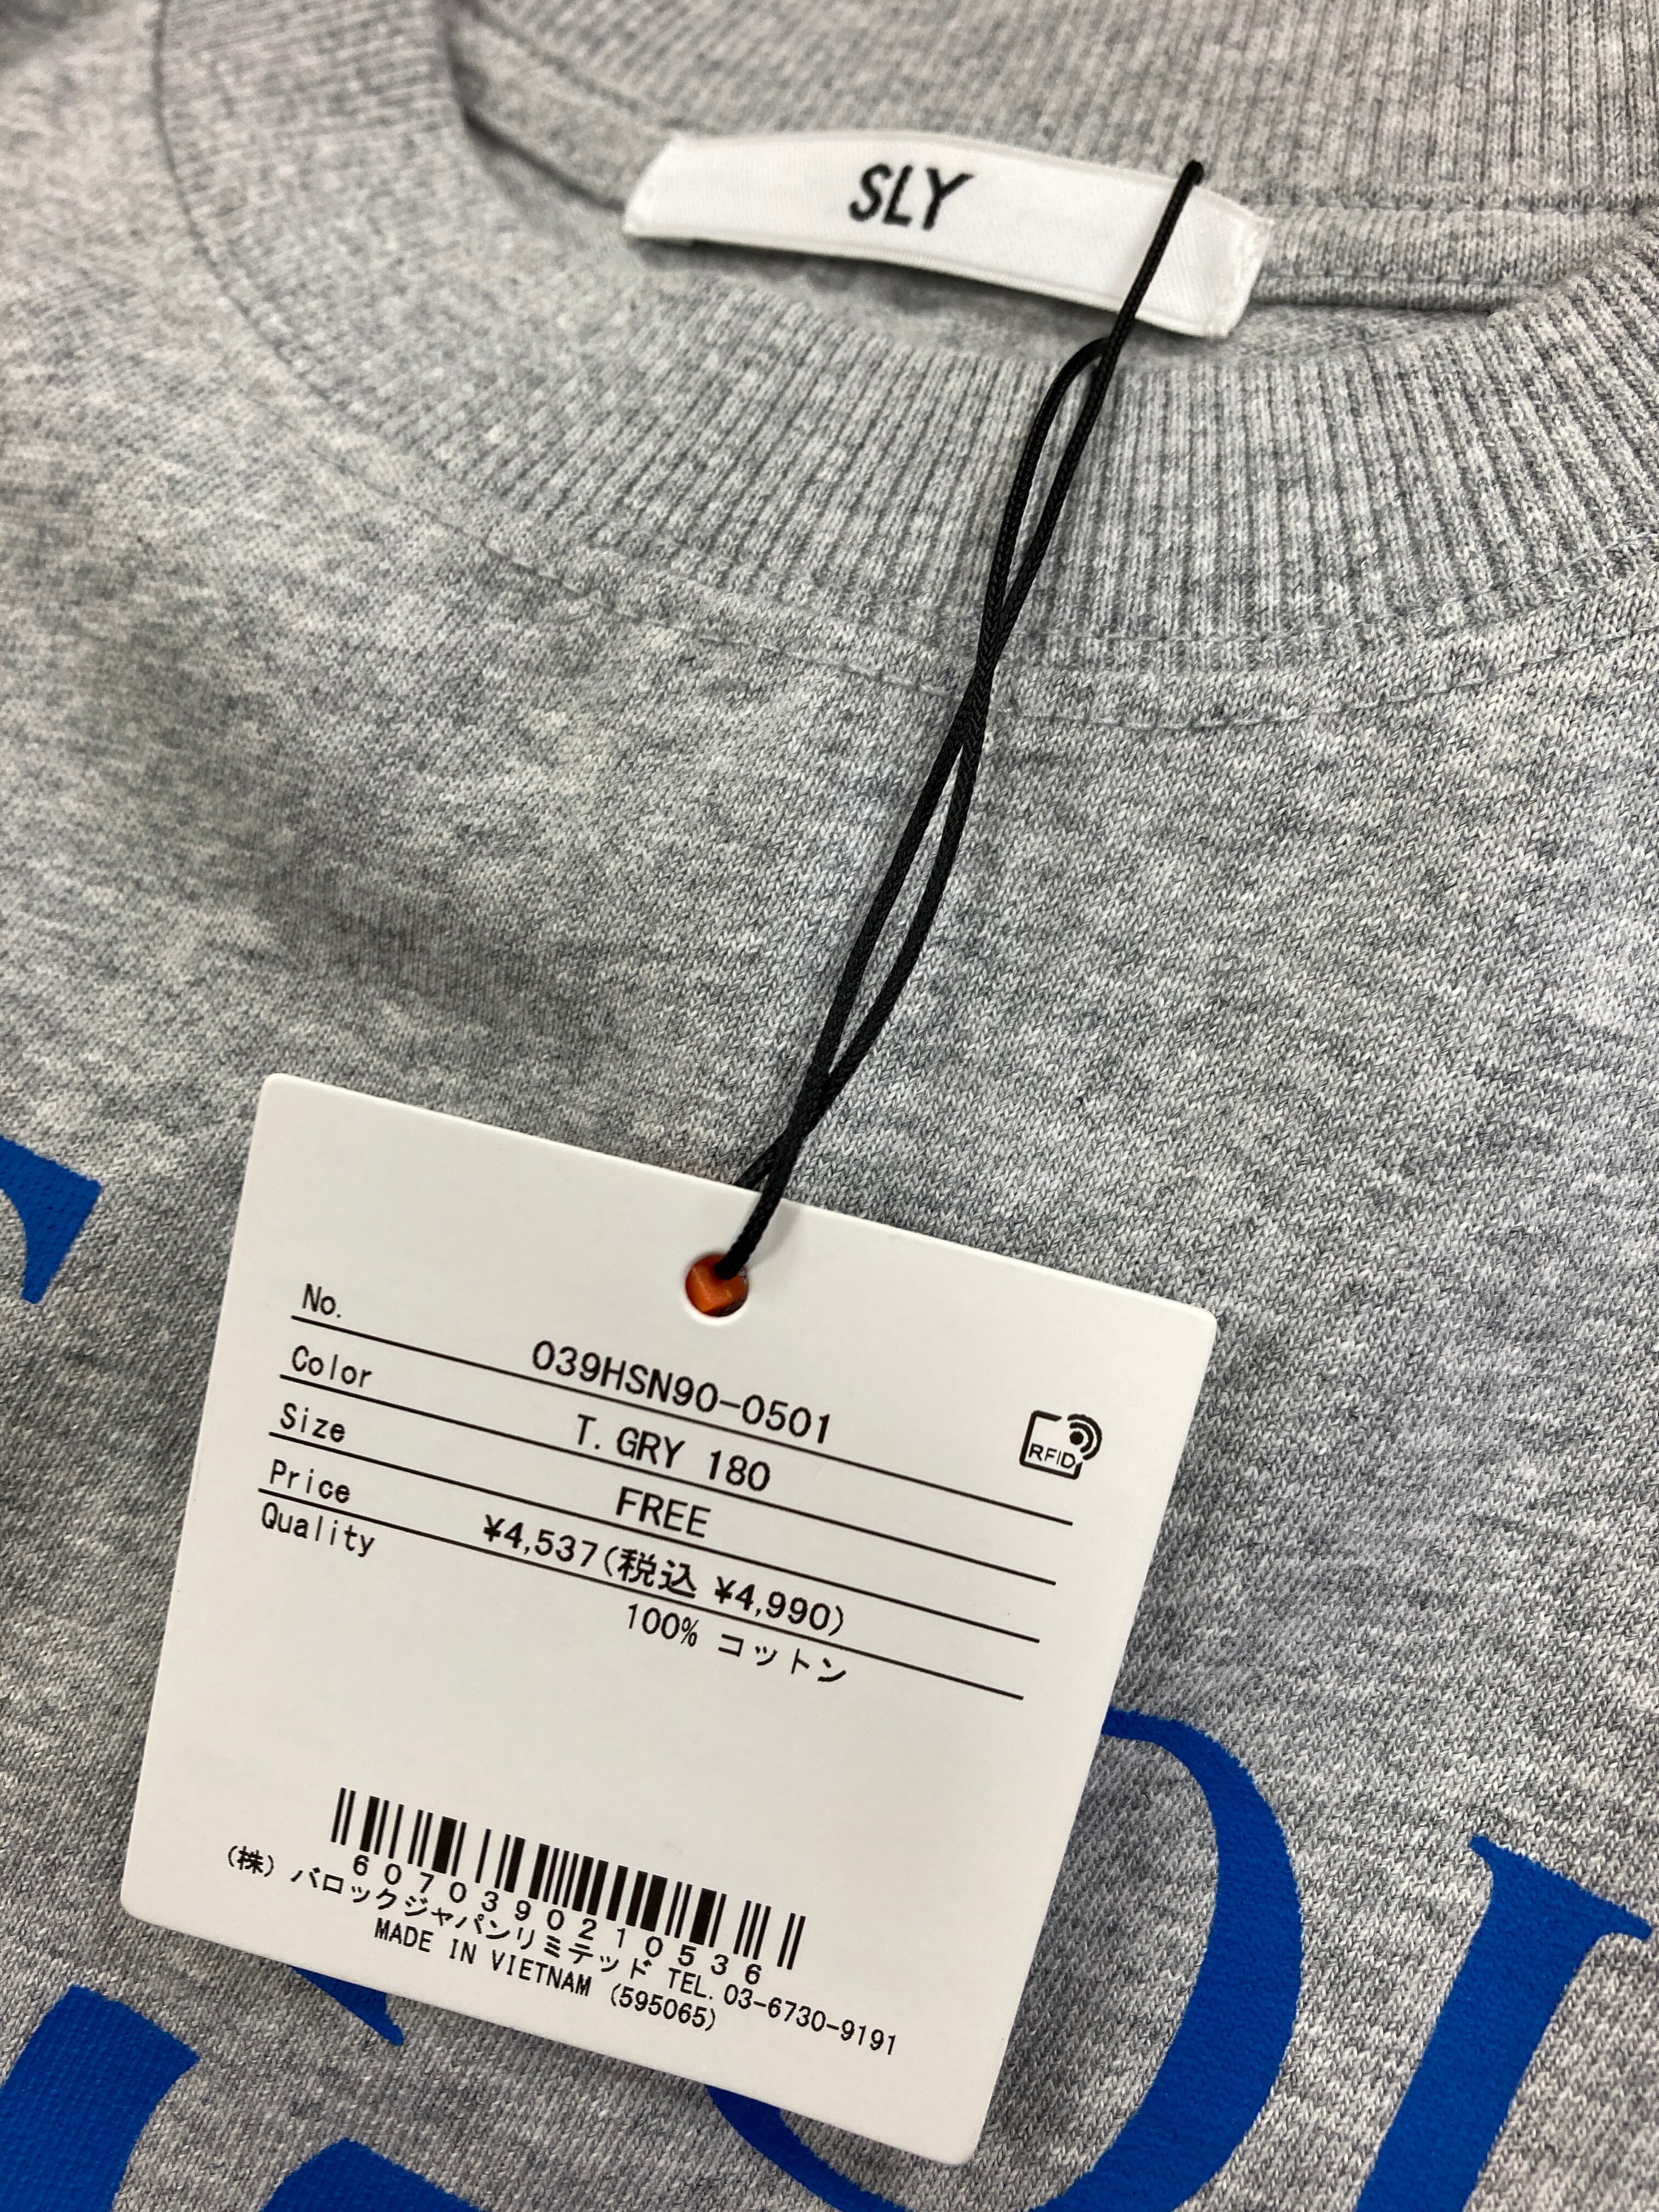 SLY
No.
039HSN90-0501
Color
T. GRY 180
RFID
Size
FREE
Price
¥4,537(税込 ¥4,990)
Quality
100% コットン
6070390210536
(株) バロックジャパンリミテッド TEL. 03-6730-9191
MADE IN VIETNAM (595065)